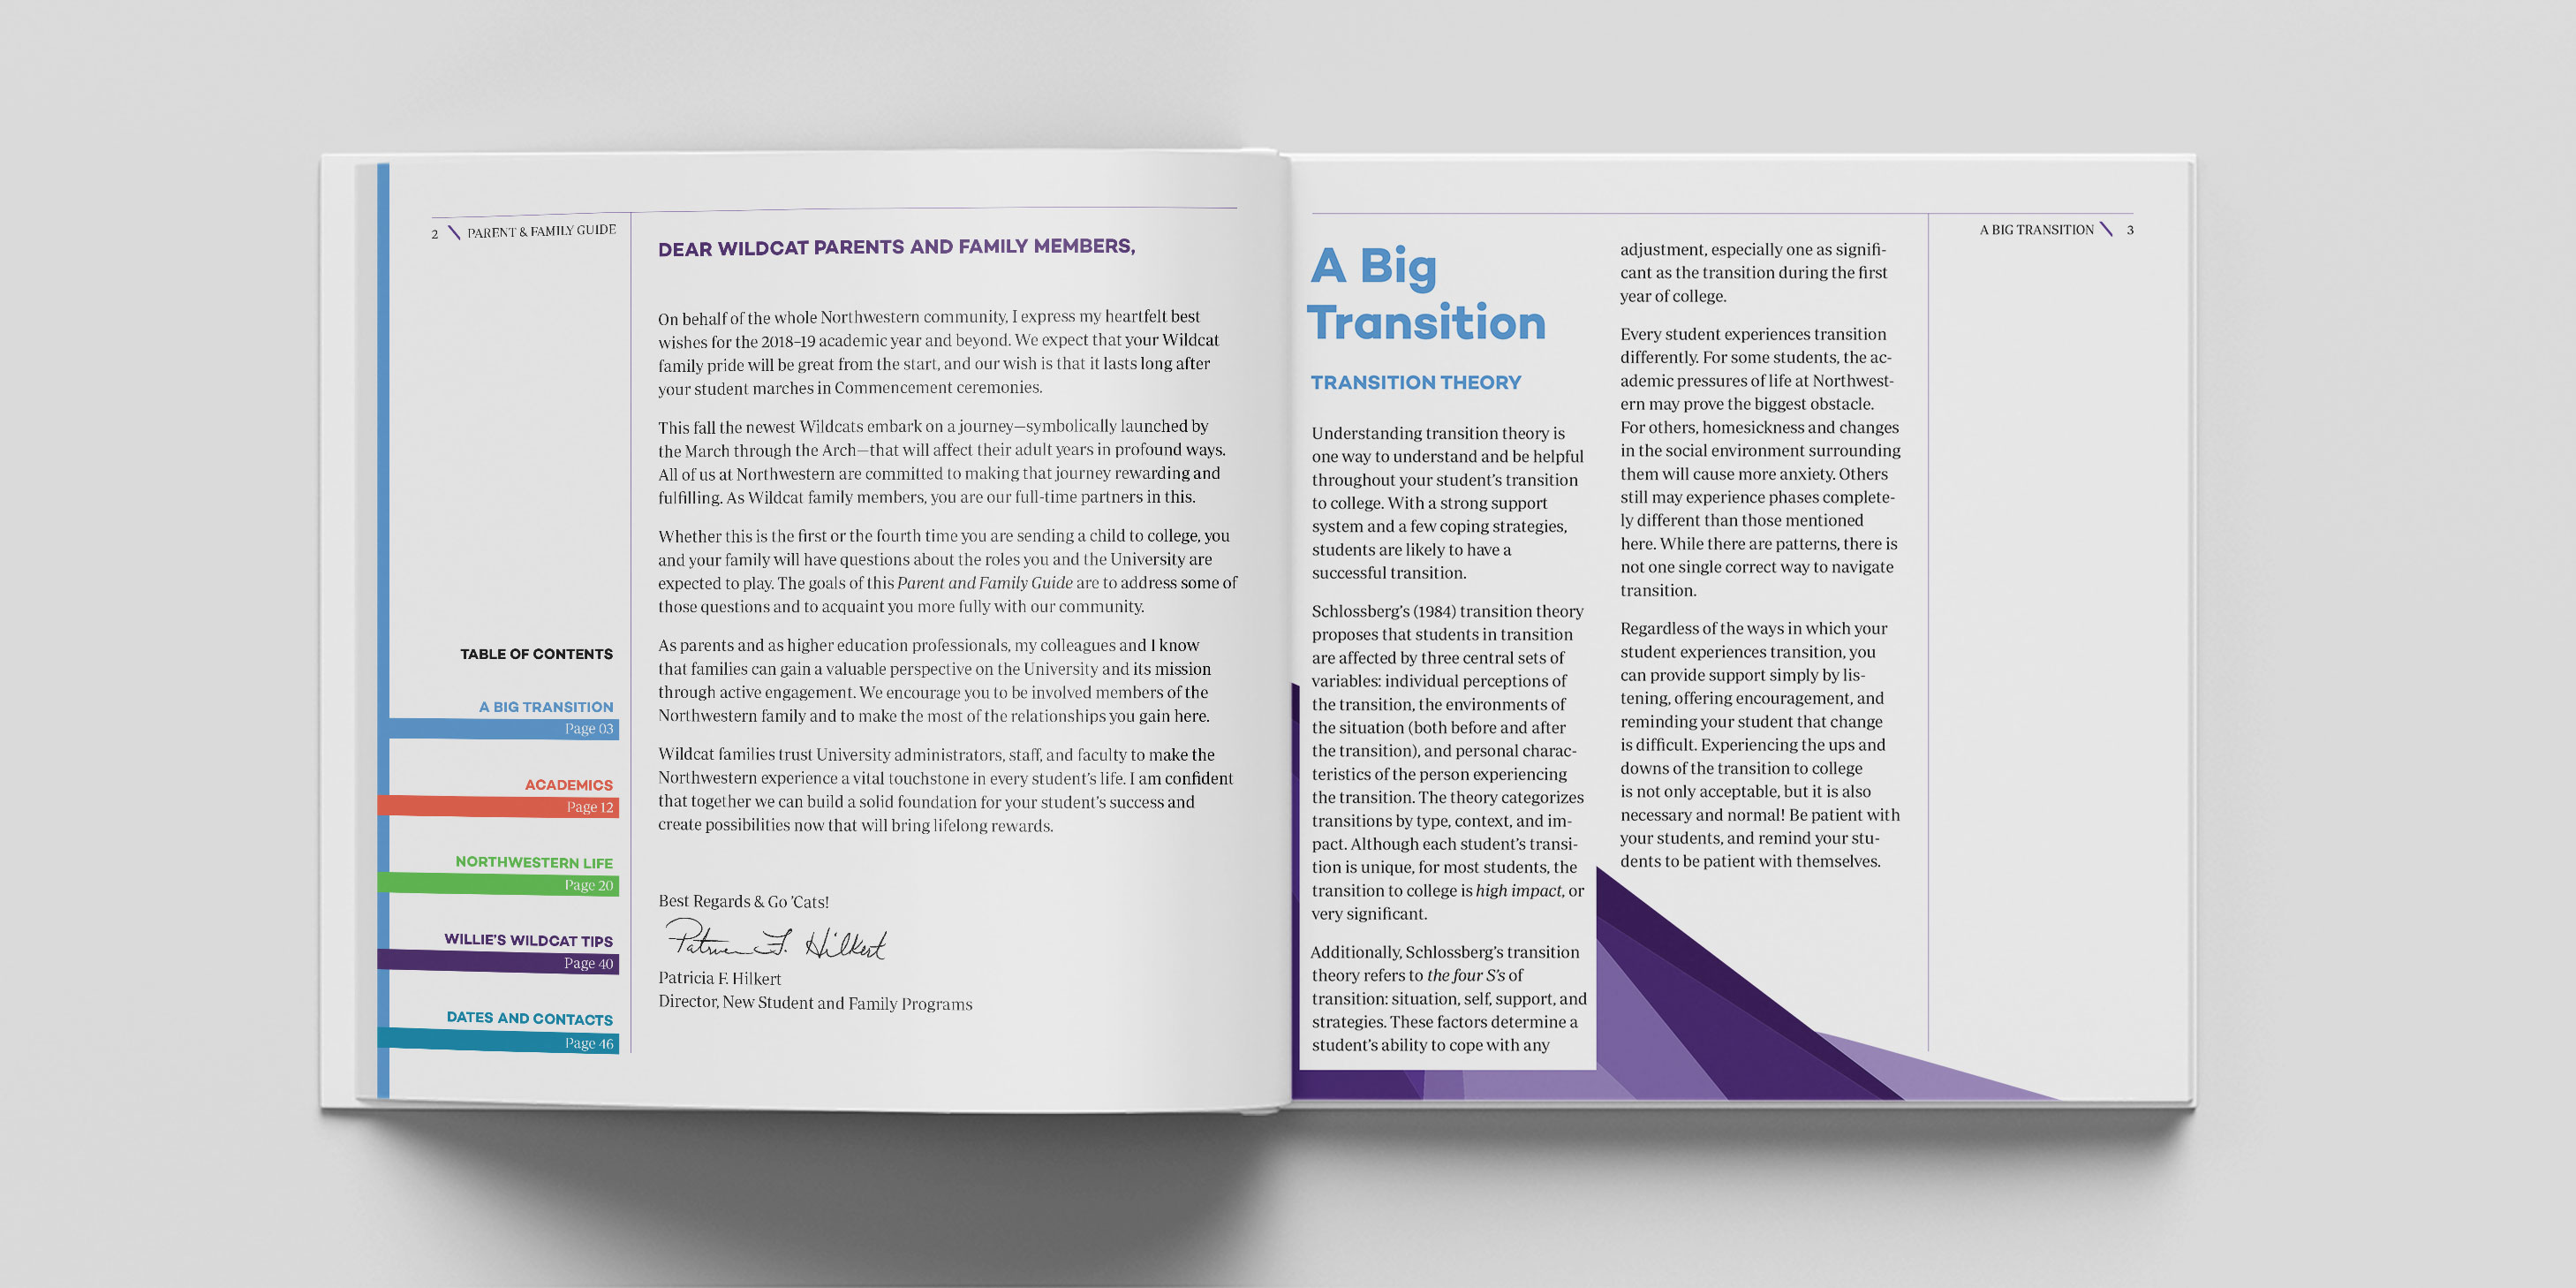 2 \ PARENT & FAMILY GUIDE
TABLE OF CONTENTS
A BIG TRANSITION
Page 03
ACADEMICS
Page 12
NORTHWESTERN LIFE
Page 20
WILLIE'S WILDCAT TIPS
Page 40
DATES AND CONTACTS
Page 46
DEAR WILDCAT PARENTS AND FAMILY MEMBERS,
On behalf of the whole Northwestern community, I express my heartfelt best
wishes for the 2018–19 academic year and beyond. We expect that your Wildcat
family pride will be great from the start, and our wish is that it lasts long after
your student marches in Commencement ceremonies.
This fall the newest Wildcats embark on a journey—symbolically launched by
the March through the Arch—that will affect their adult years in profound ways.
All of us at Northwestern are committed to making that journey rewarding and
fulfilling. As Wildcat family members, you are our full-time partners in this.
Whether this is the first or the fourth time you are sending a child to college, you
and your family will have questions about the roles you and the University are
expected to play. The goals of this Parent and Family Guide are to address some of
those questions and to acquaint you more fully with our community.
As parents and as higher education professionals, my colleagues and I know
that families can gain a valuable perspective on the University and its mission
through active engagement. We encourage you to be involved members of the
Northwestern family and to make the most of the relationships you gain here.
Wildcat families trust University administrators, staff, and faculty to make the
Northwestern experience a vital touchstone in every student's life. I am confident
that together we can build a solid foundation for your student's success and
create possibilities now that will bring lifelong rewards.
Best Regards & Go 'Cats!
Patricia F. Hilkert
Patricia F. Hilkert
Director, New Student and Family Programs
A BIG TRANSITION \ 3
A Big
Transition
TRANSITION THEORY
Understanding transition theory is
one way to understand and be helpful
throughout your student's transition
to college. With a strong support
system and a few coping strategies,
students are likely to have a
successful transition.
Schlossberg's (1984) transition theory
proposes that students in transition
are affected by three central sets of
variables: individual perceptions of
the transition, the environments of
the situation (both before and after
the transition), and personal charac-
teristics of the person experiencing
the transition. The theory categorizes
transitions by type, context, and im-
pact. Although each student's transi-
tion is unique, for most students, the
transition to college is high impact, or
very significant.
Additionally, Schlossberg's transition
theory refers to the four S's of
transition: situation, self, support, and
strategies. These factors determine a
student's ability to cope with any
adjustment, especially one as signifi-
cant as the transition during the first
year of college.
Every student experiences transition
differently. For some students, the ac-
ademic pressures of life at Northwest-
ern may prove the biggest obstacle.
For others, homesickness and changes
in the social environment surrounding
them will cause more anxiety. Others
still may experience phases complete-
ly different than those mentioned
here. While there are patterns, there is
not one single correct way to navigate
transition.
Regardless of the ways in which your
student experiences transition, you
can provide support simply by lis-
tening, offering encouragement, and
reminding your student that change
is difficult. Experiencing the ups and
downs of the transition to college
is not only acceptable, but it is also
necessary and normal! Be patient with
your students, and remind your stu-
dents to be patient with themselves.